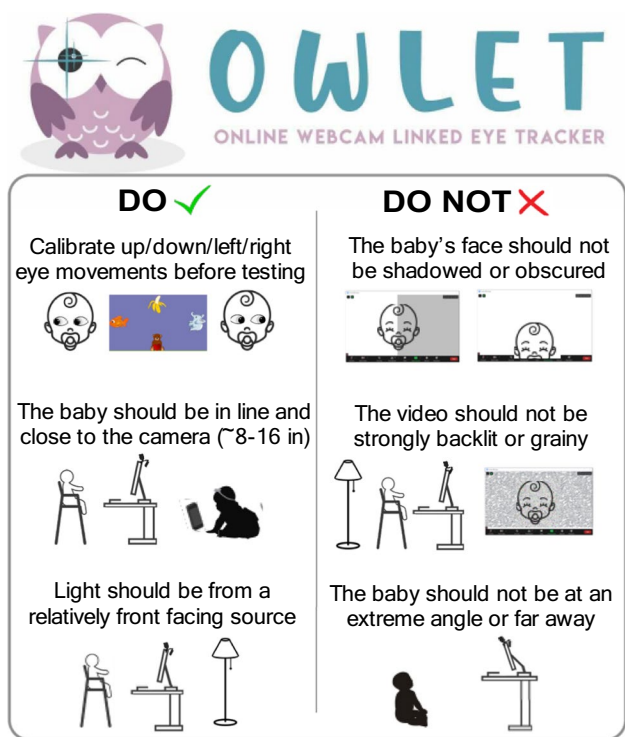 OWLET
ONLINE WEBCAM LINKED EYE TRACKER
DO
Calibrate up/down/left/right
eye movements before testing
The baby should be in line and
close to the camera (~8-16 in)
Light should be from a
relatively front facing source
DO NOT
The baby's face should not
be shadowed or obscured
The video should not be
strongly backlit or grainy
The baby should not be at an
extreme angle or far away